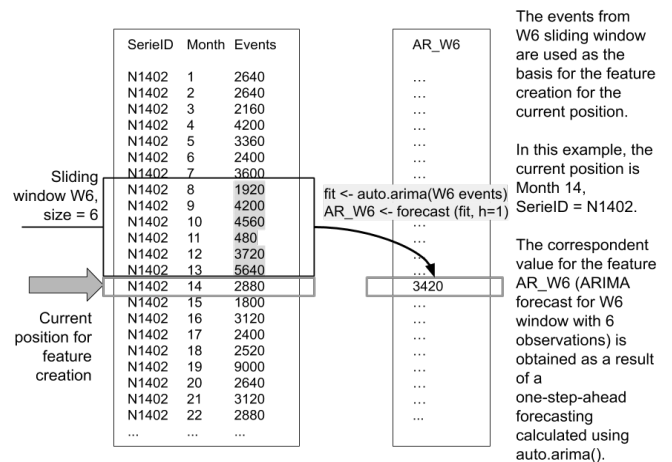 SerieID Month Events
N1402 1 2640
N1402 2 2640
N1402 3 2160
N1402 4 4200
N1402 5 3360
N1402 6 2400
N1402 7 3600
N1402 8 1920
N1402 9 4200
N1402 10 4560
N1402 11 480
N1402 12 3720
N1402 13 5640
N1402 14 2880
N1402 15 1800
N1402 16 3120
N1402 17 2400
N1402 18 2520
N1402 19 9000
N1402 20 2640
N1402 21 3120
N1402 22 2880
... ... ...
Sliding
window W6,
size = 6
Current
position for
feature
creation
fit <- auto.arima(W6 events)
AR_W6 <- forecast (fit, h=1)
AR_W6
...
...
...
...
...
...
...
...
...
...
...
...
...
3420
...
...
...
...
...
...
...
...
The events from
W6 sliding window
are used as the
basis for the feature
creation for the
current position.
In this example, the
current position is
Month 14,
SerieID = N1402.
The correspondent
value for the feature
AR_W6 (ARIMA
forecast for W6
window with 6
observations) is
obtained as a result
of a
one-step-ahead
forecasting
calculated using
auto.arima().